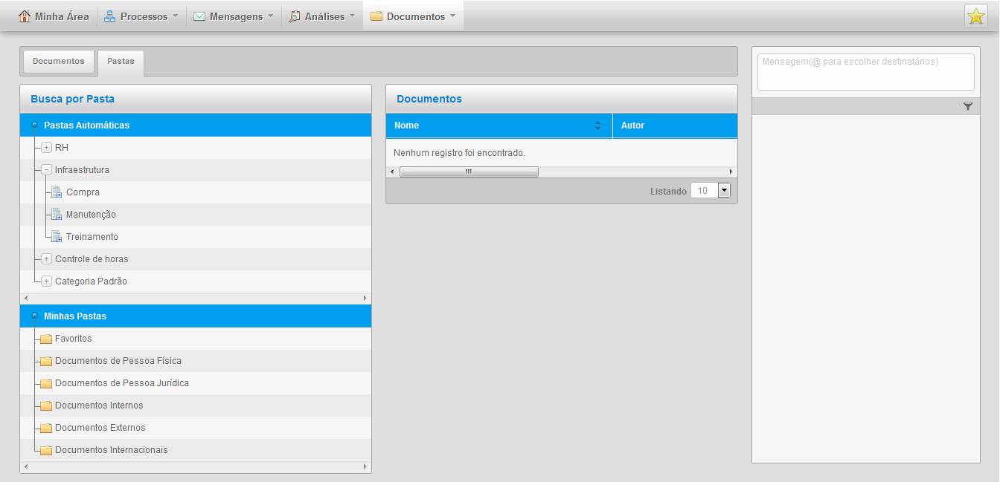 Minha Área Processos Mensagens Análises Documentos
Documentos Pastas
Mensagem(@ para escolher destinatários)
Busca por Pasta
Pastas Automáticas
RH
Infraestrutura
Compra
Manutenção
Treinamento
Controle de horas
Categoria Padrão
Minhas Pastas
Favoritos
Documentos de Pessoa Física
Documentos de Pessoa Jurídica
Documentos Internos
Documentos Externos
Documentos Internacionais
Documentos
Nome Autor
Nenhum registro foi encontrado.
Listando 10